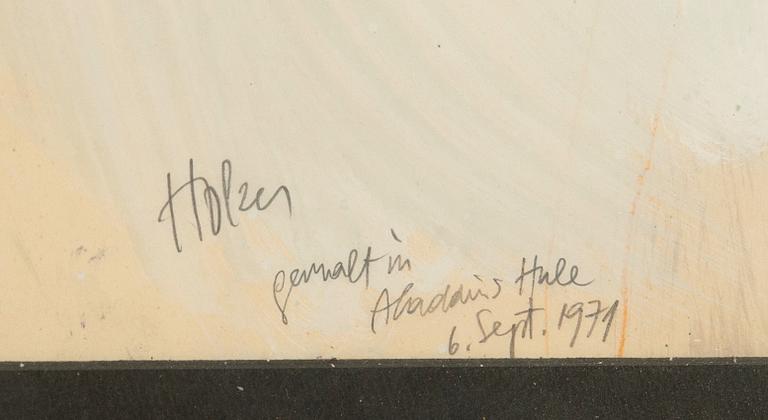 Holzer
gemalt in
Aladdins Hule
6. Sept. 1971